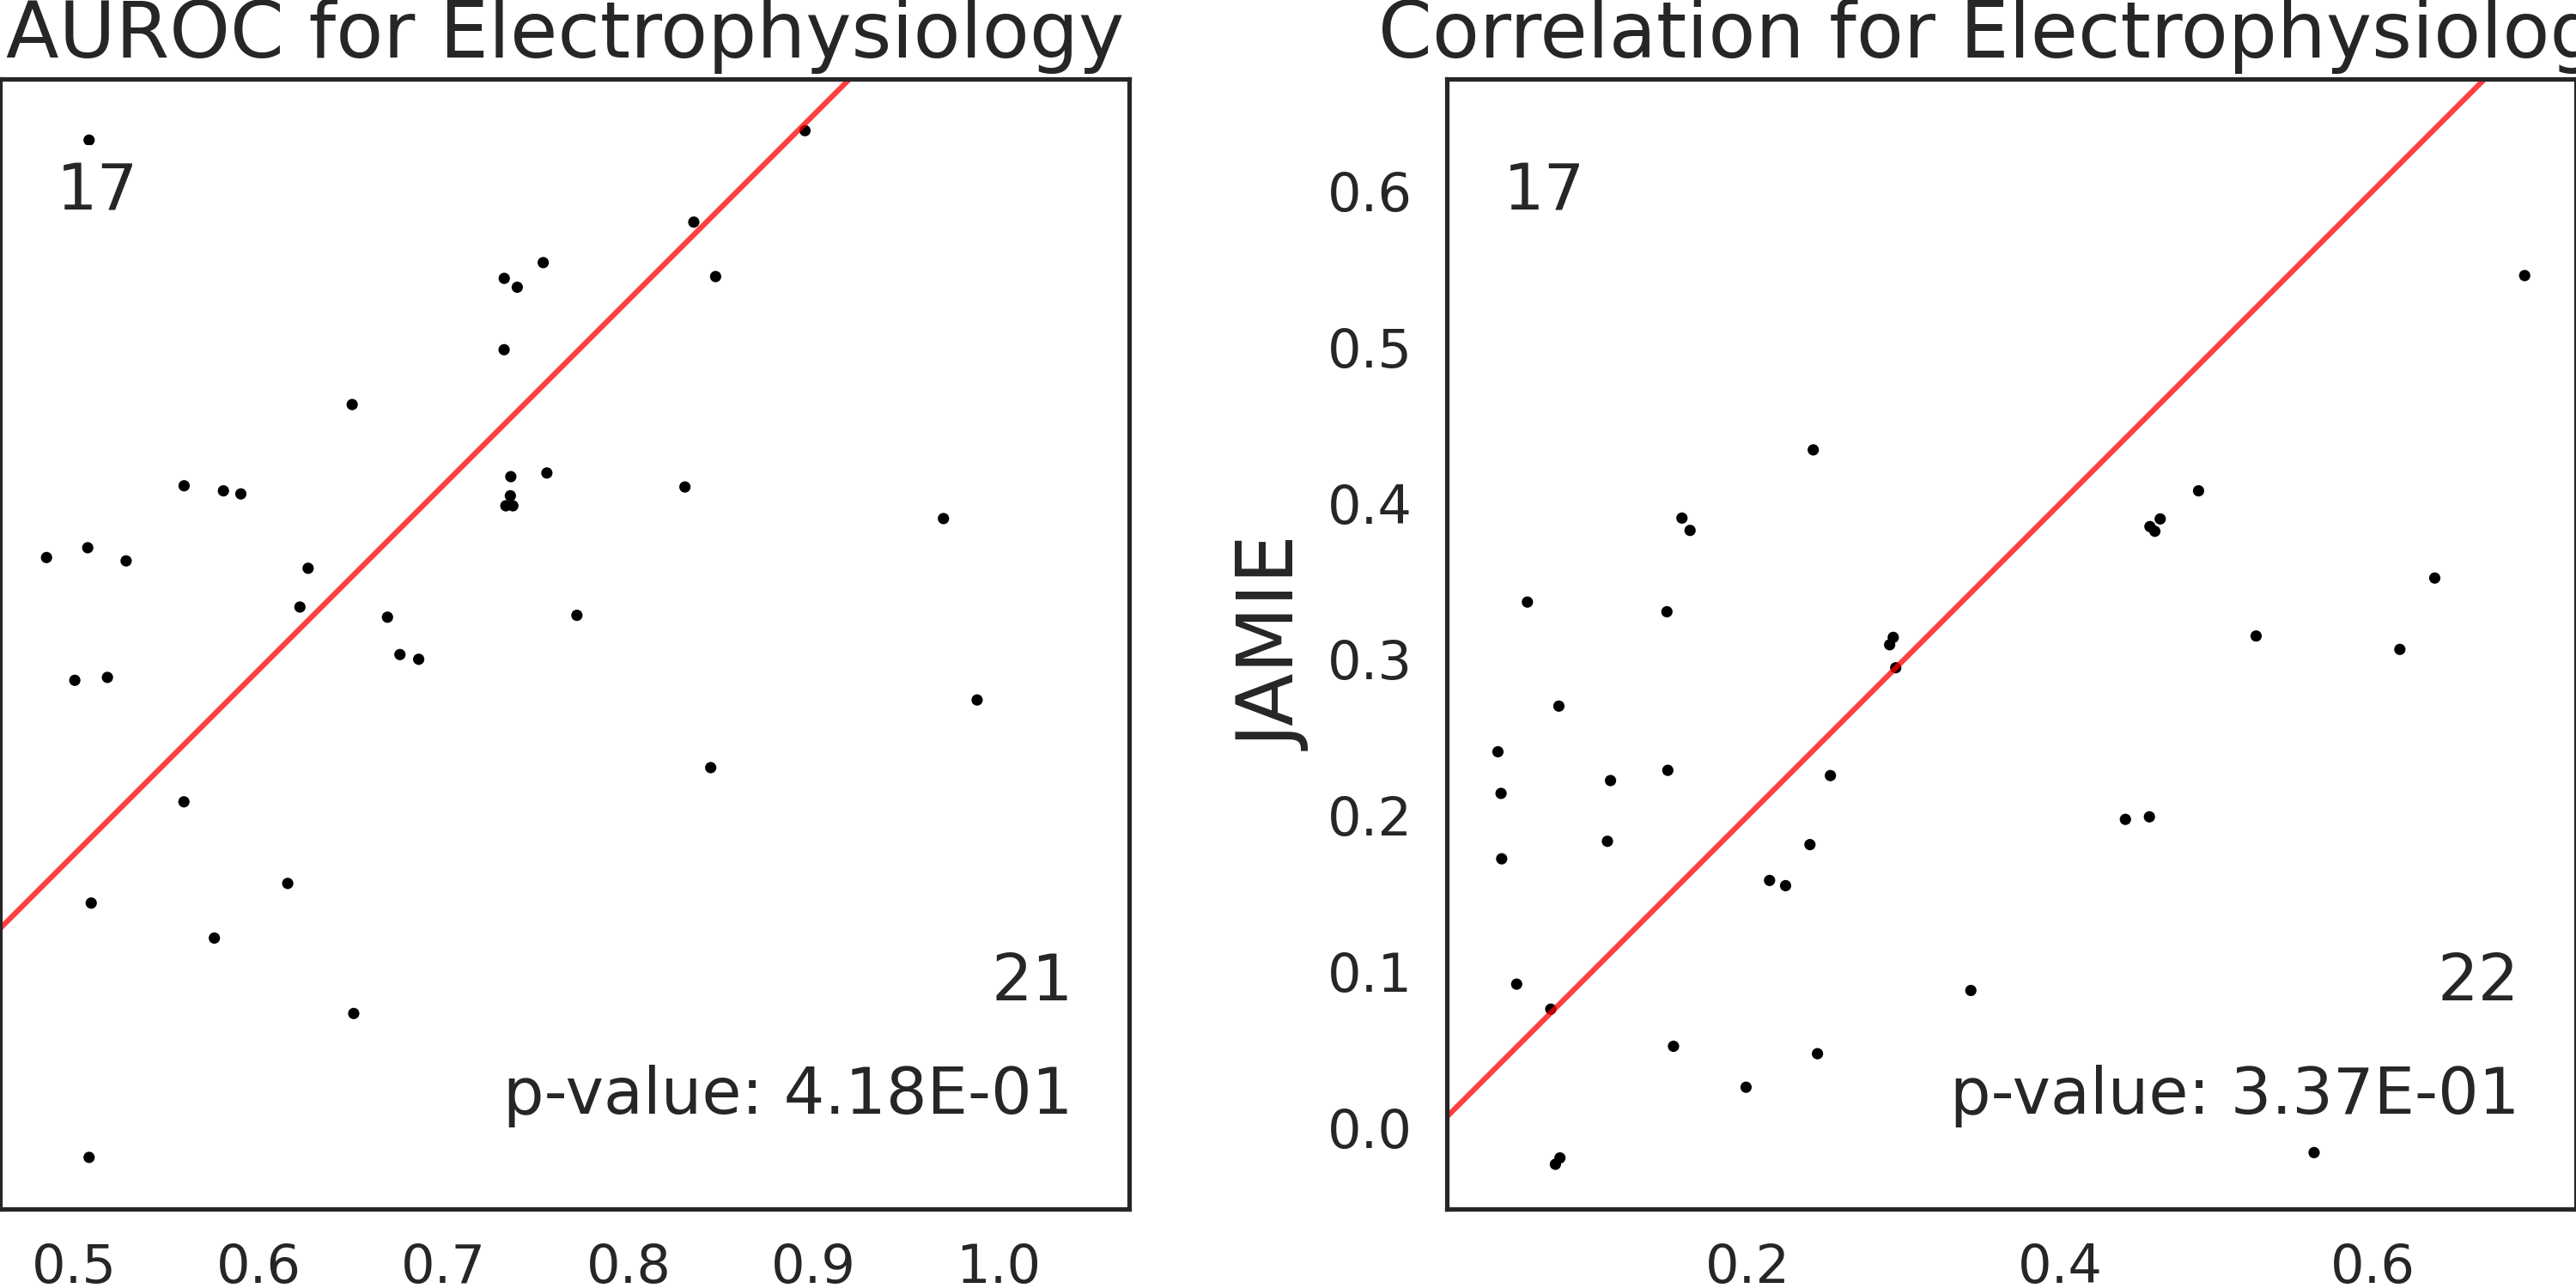 AUROC for Electrophysiology
17
21
p-value: 4.18E-01
0.5 0.6 0.7 0.8 0.9 1.0
Correlation for Electrophysiolog
JAMIE
0.6
0.5
0.4
0.3
0.2
0.1
0.0
17
22
p-value: 3.37E-01
0.2 0.4 0.6